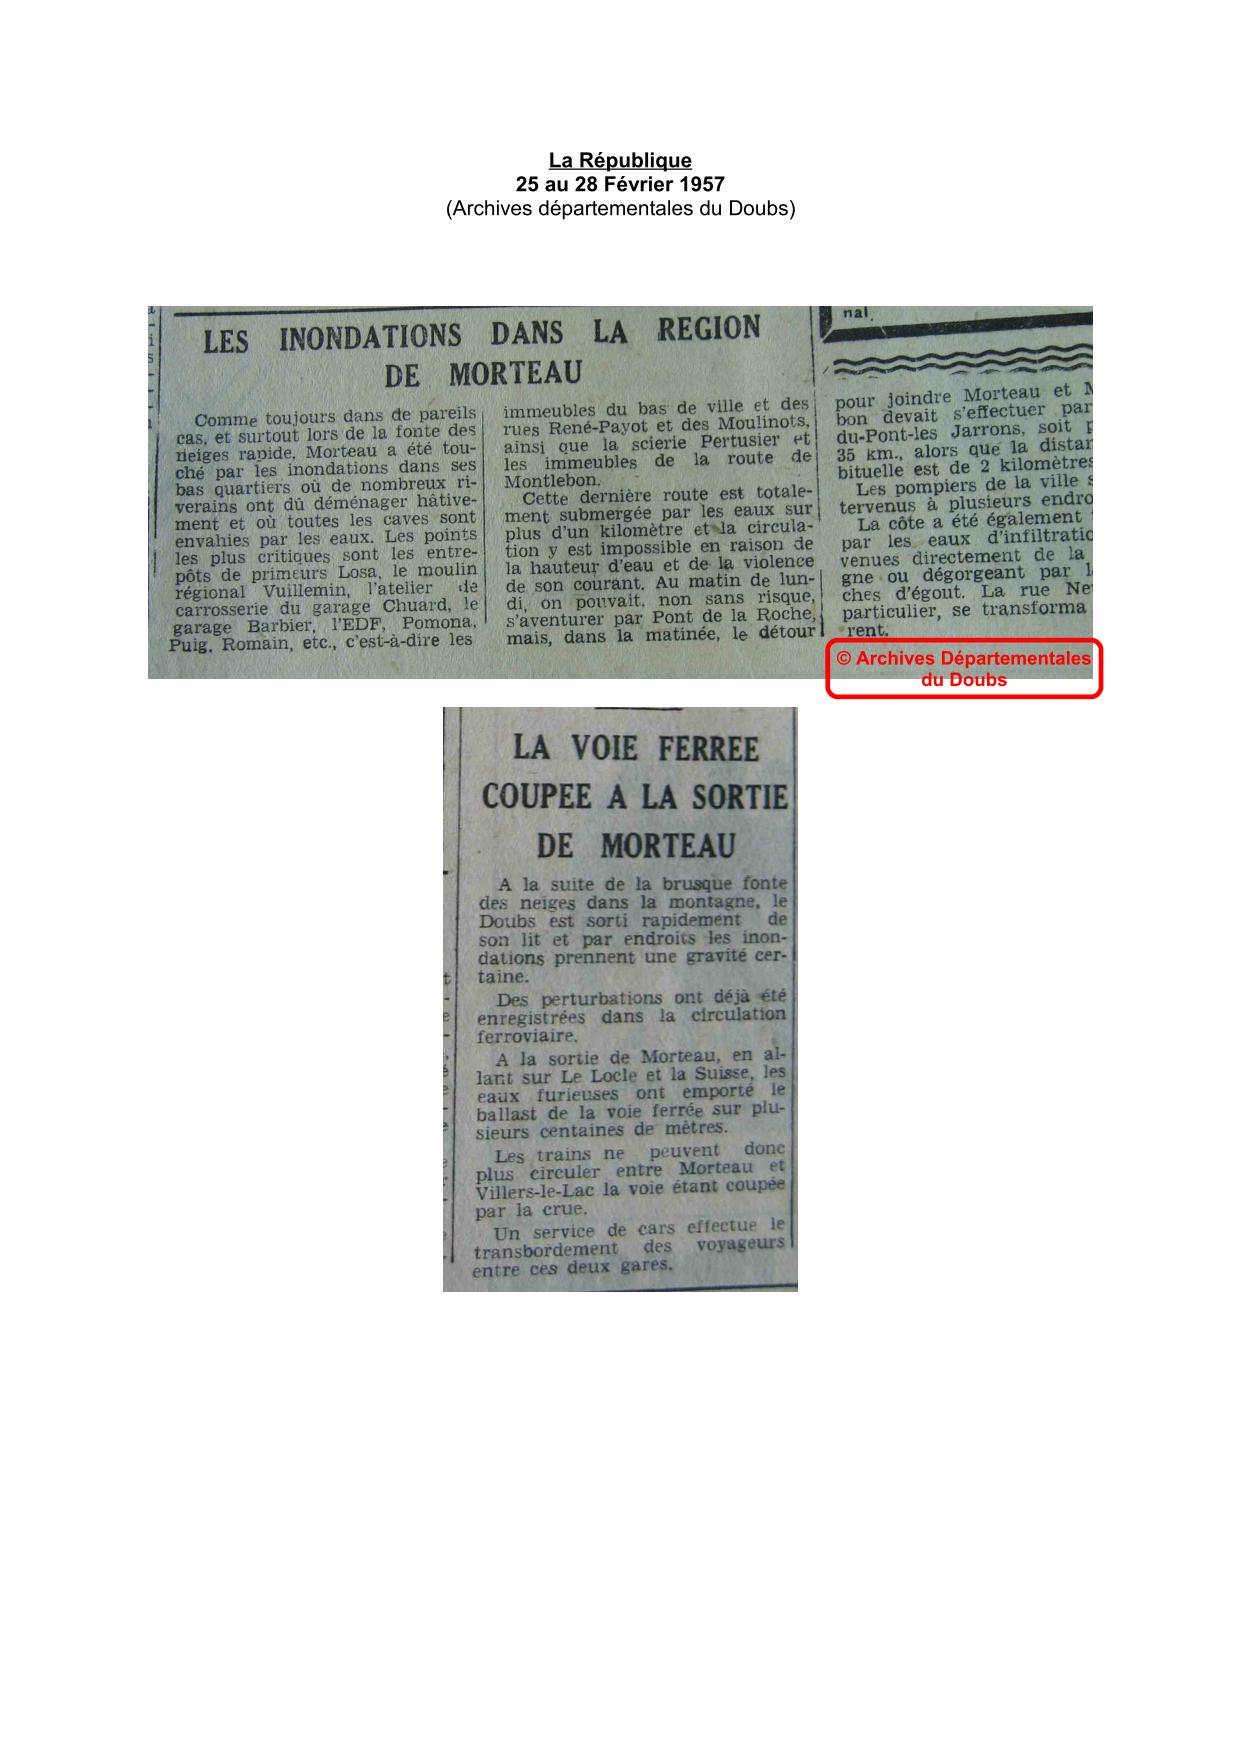 La République
25 au 28 Février 1957
(Archives départementales du Doubs)
LES INONDATIONS DANS LA REGION
DE MORTEAU
Comme toujours dans de pareils
cas, et surtout lors de la fonte des
neiges rapide, Morteau a été tou-
ché par les inondations dans ses
bas quartiers où de nombreux ri-
verains ont dû déménager hâtive-
ment et où toutes les caves sont
envahies par les eaux. Les points
les plus critiques sont les entre-
pôts de primeurs Losa, le moulin
régional Vuillemin, l'atelier de
carrosserie du garage Chuard, le
garage Barbier, l'EDF, Pomona,
Puig, Romain, etc., c'est-à-dire les
immeubles du bas de ville et des
rues René-Payot et des Moulinots,
ainsi que la scierie Pertusier et
les immeubles de la route de
Montlebon.
Cette dernière route est totale-
ment submergée par les eaux sur
plus d'un kilomètre et la circula-
tion y est impossible en raison de
la hauteur d'eau et de la violence
de son courant. Au matin de lun-
di, on pouvait, non sans risque,
s'aventurer par Pont de la Roche,
mais, dans la matinée, le détour
nal.
pour joindre Morteau et M
bon devait s'effectuer par
du-Pont-les Jarrons, soit p
35 km., alors que la distan
bituelle est de 2 kilomètres
Les pompiers de la ville s
tervenus à plusieurs endro
La côte a été également
par les eaux d'infiltratio
venues directement de la
gne ou dégorgeant par l
ches d'égout. La rue Ne
particulier, se transforma
rent.
© Archives Départementales
du Doubs
LA VOIE FERREE
COUPEE A LA SORTIE
DE MORTEAU
A la suite de la brusque fonte
des neiges dans la montagne, le
Doubs est sorti rapidement de
son lit et par endroits les inon-
dations prennent une gravité cer-
taine.
Des perturbations ont déjà été
enregistrées dans la circulation
ferroviaire.
A la sortie de Morteau, en al-
lant sur Le Locle et la Suisse, les
eaux furieuses ont emporté le
ballast de la voie ferrée sur plu-
sieurs centaines de mètres.
Les trains ne peuvent donc
plus circuler entre Morteau et
Villers-le-Lac la voie étant coupée
par la crue.
Un service de cars effectue le
transbordement des voyageurs
entre ces deux gares.